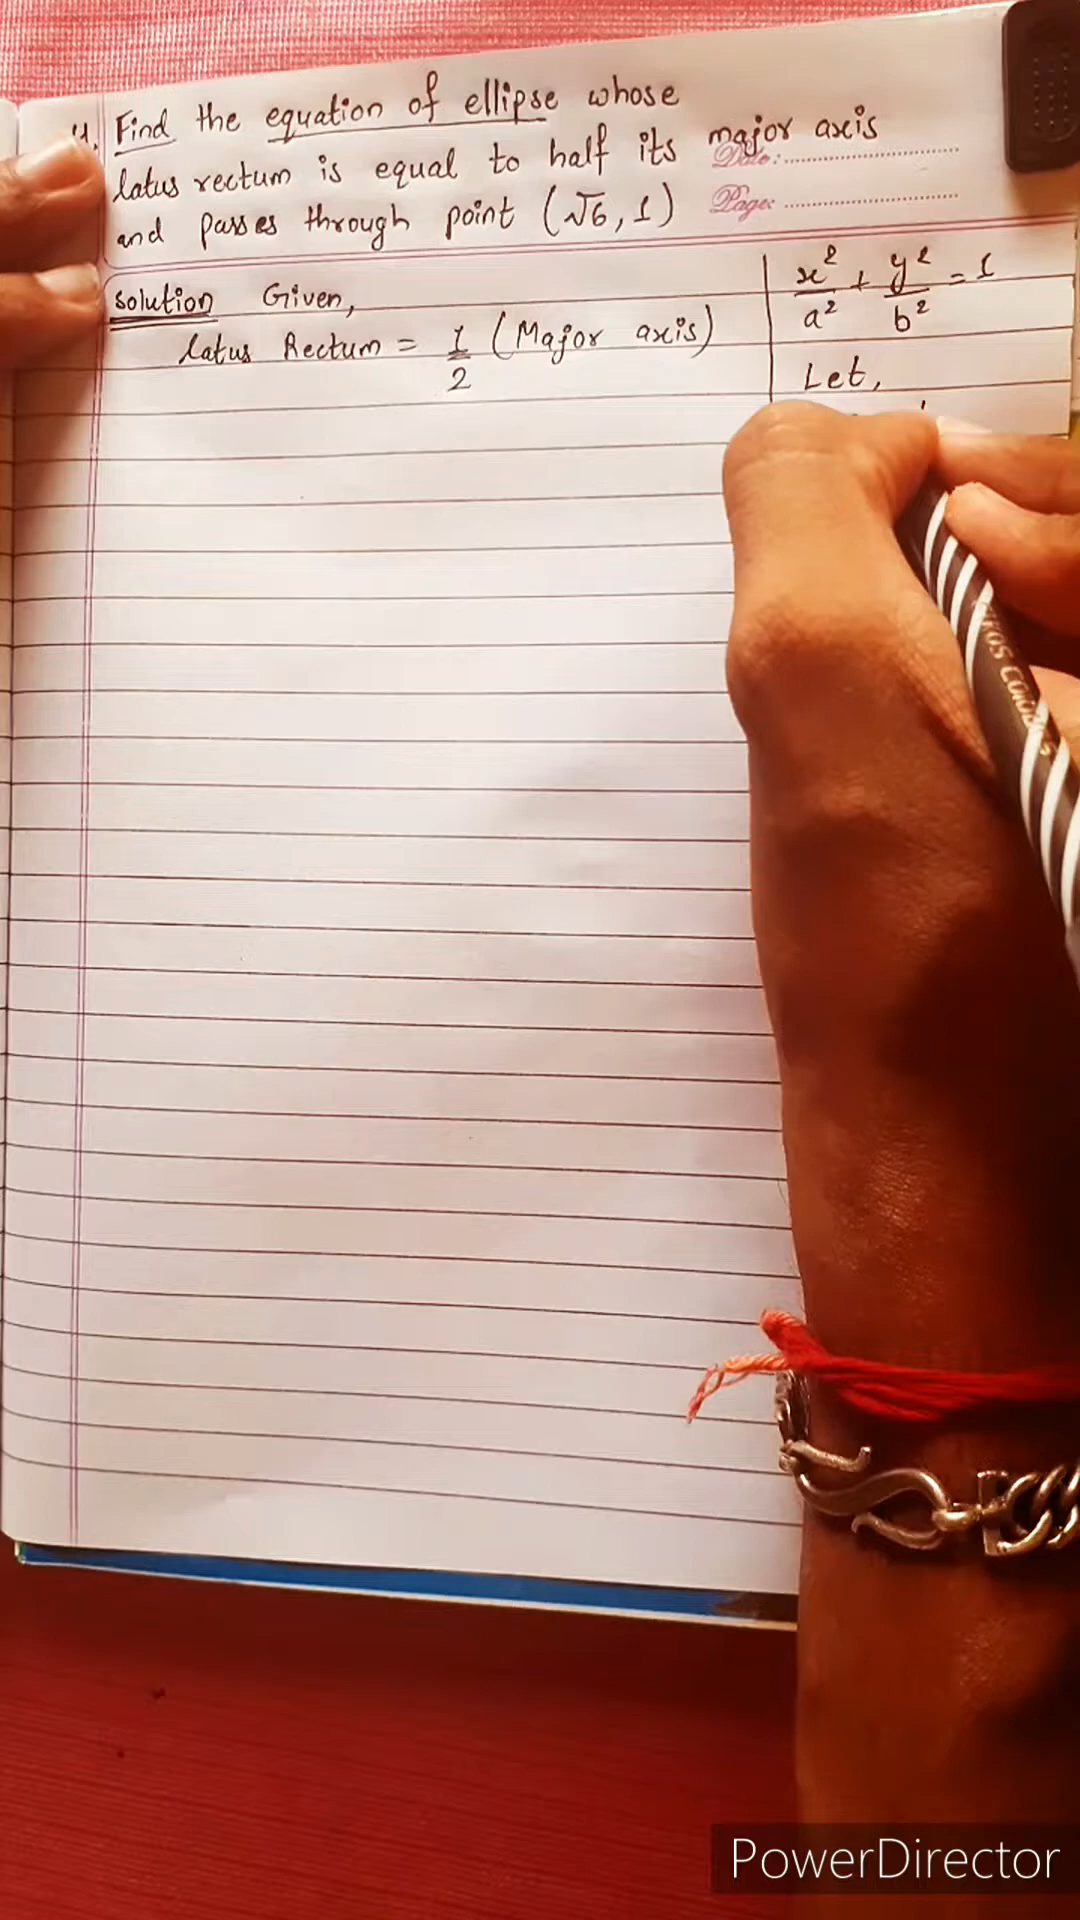 4. Find the equation of ellipse whose
latus rectum is equal to half its major axis
and passes through point (√6, 1)
Date:
Page:
Solution Given,
Latus Rectum = 1/2 (Major axis)
x²/a² + y²/b² = 1
Let,
KOS CO
PowerDirector